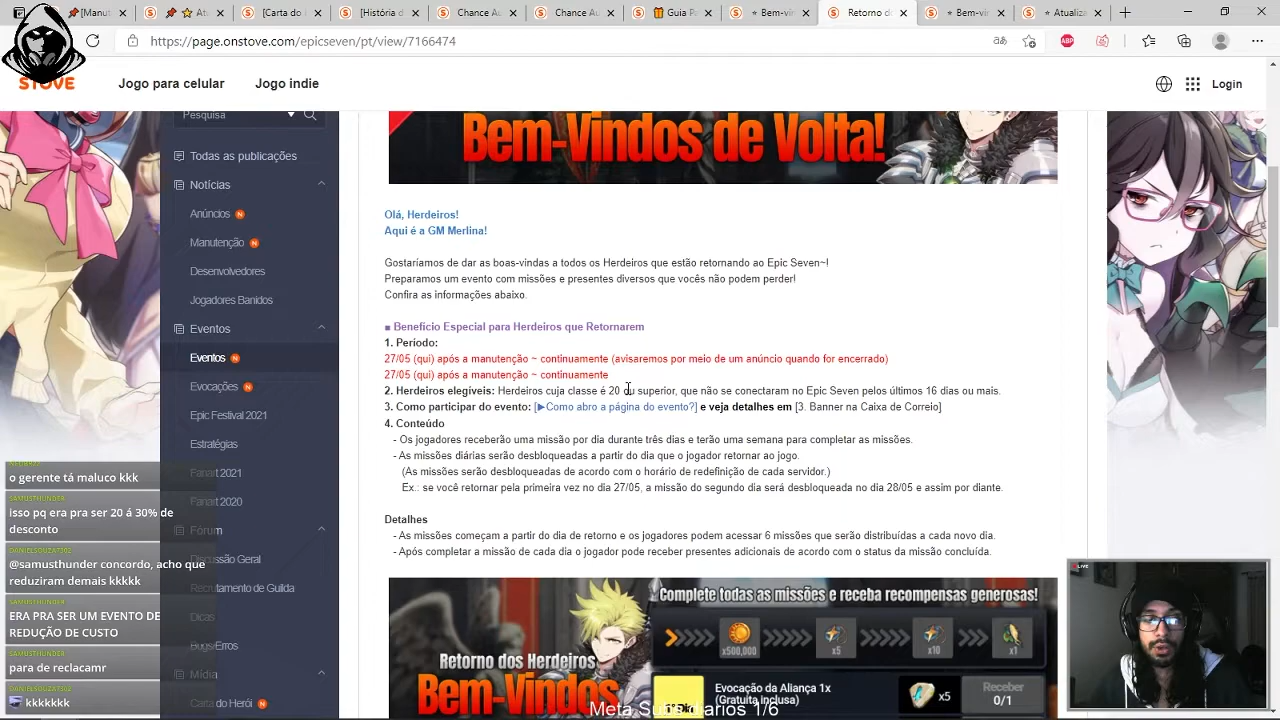 [Manut
★ Atu
[Carta do
[História
Chance Au
Chance Au
Guia Pa
Bem-vin
Retorno d
★ Bem-vin
★ Atualiza
https://page.onstove.com/epicseven/pt/view/7166474
ABP
STOVE
Jogo para celular
Jogo indie
Login
Pesquisa
Todas as publicações
Notícias
Anúncios N
Manutenção N
Desenvolvedores
Jogadores Banidos
Eventos
Eventos N
Evocações N
Epic Festival 2021
Estratégias
Fanart 2021
Fanart 2020
Fórum
Discussão Geral
Recrutamento de Guilda
Dicas
Bugs/Erros
Mídia
Carta do Herói N
Bem-Vindos de Volta!
Olá, Herdeiros!
Aqui é a GM Merlina!
Gostaríamos de dar as boas-vindas a todos os Herdeiros que estão retornando ao Epic Seven~!
Preparamos um evento com missões e presentes diversos que vocês não podem perder!
Confira as informações abaixo.
■ Benefício Especial para Herdeiros que Retornarem
1. Período:
27/05 (qui) após a manutenção ~ continuamente (avisaremos por meio de um anúncio quando for encerrado)
27/05 (qui) após a manutenção ~ continuamente
2. Herdeiros elegíveis: Herdeiros cuja classe é 20 ou superior, que não se conectaram no Epic Seven pelos últimos 16 dias ou mais.
3. Como participar do evento: [▶Como abro a página do evento?] e veja detalhes em [3. Banner na Caixa de Correio]
4. Conteúdo
- Os jogadores receberão uma missão por dia durante três dias e terão uma semana para completar as missões.
- As missões diárias serão desbloqueadas a partir do dia que o jogador retornar ao jogo.
(As missões serão desbloqueadas de acordo com o horário de redefinição de cada servidor.)
Ex.: se você retornar pela primeira vez no dia 27/05, a missão do segundo dia será desbloqueada no dia 28/05 e assim por diante.
Detalhes
- As missões começam a partir do dia de retorno e os jogadores podem acessar 6 missões que serão distribuídas a cada novo dia.
- Após completar a missão de cada dia o jogador pode receber presentes adicionais de acordo com o status da missão concluída.
Complete todas as missões e receba recompensas generosas!
x500,000
x5
x10
x1
Retorno dos Herdeiros
Bem-Vindos
Evocação da Aliança 1x
(Gratuita inclusa)
x5
Receber
0/1
Meta Subs diarios 1/6
LIVE
o gerente tá maluco kkk
SAMUSTHUNDER
isso pq era pra ser 20 á 30% de
desconto
DANIELSOUZA1302
@samusthunder concordo, acho que
reduziram demais kkkkk
SAMUSTHUNDER
ERA PRA SER UM EVENTO DE
REDUÇÃO DE CUSTO
SAMUSTHUNDER
para de reclacamr
DANIELSOUZA1302
kkkkkkk